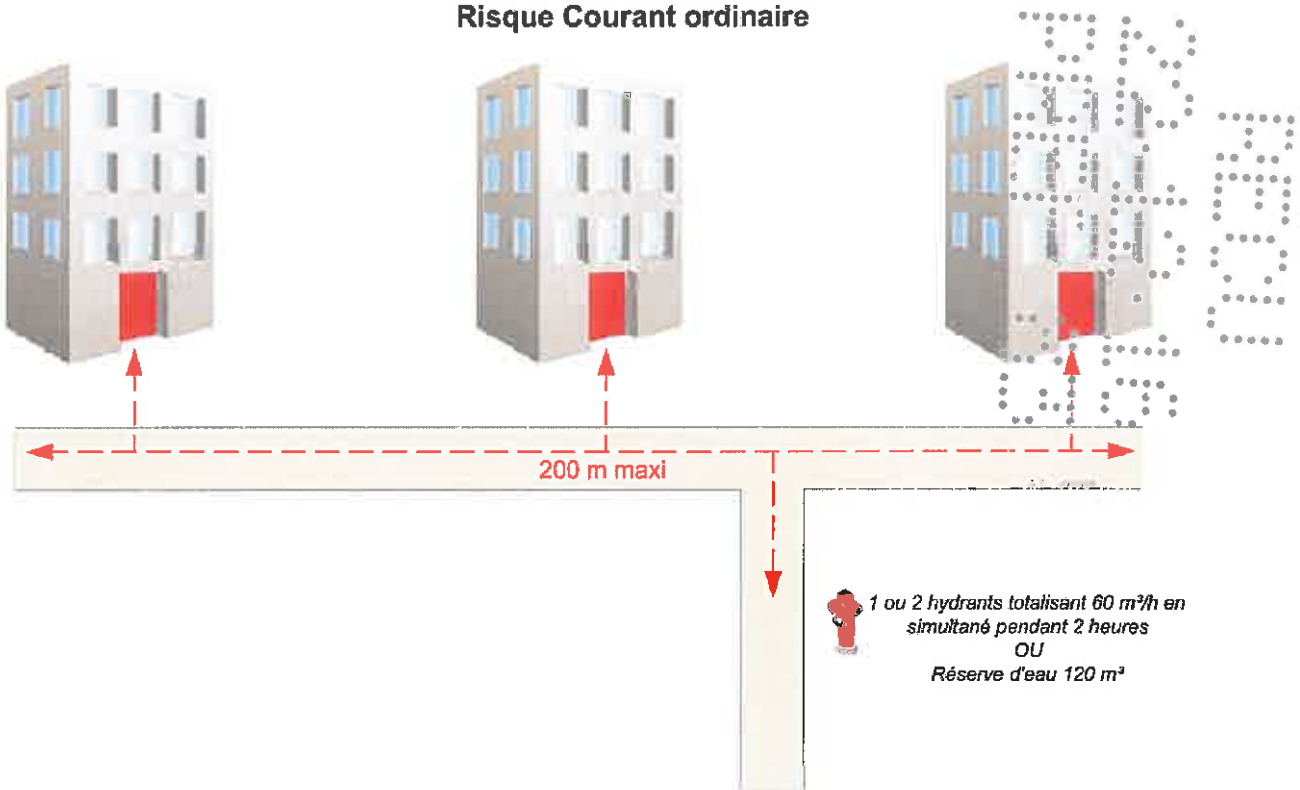 Risque Courant ordinaire
200 m maxi
1 ou 2 hydrants totalisant 60 m³/h en
simultané pendant 2 heures
OU
Réserve d'eau 120 m³